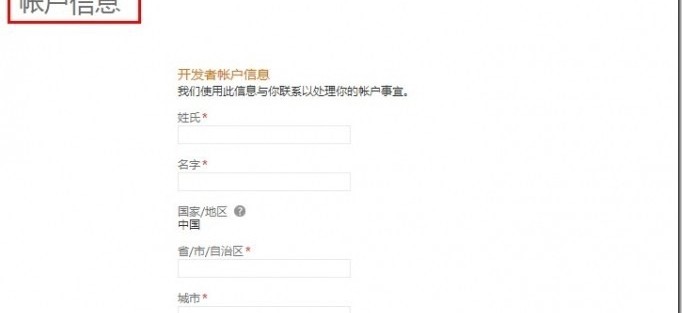 帐户信息
开发者帐户信息
我们使用此信息与你联系以处理你的帐户事宜。
姓氏*
名字*
国家/地区 ?
中国
省/市/自治区*
城市*